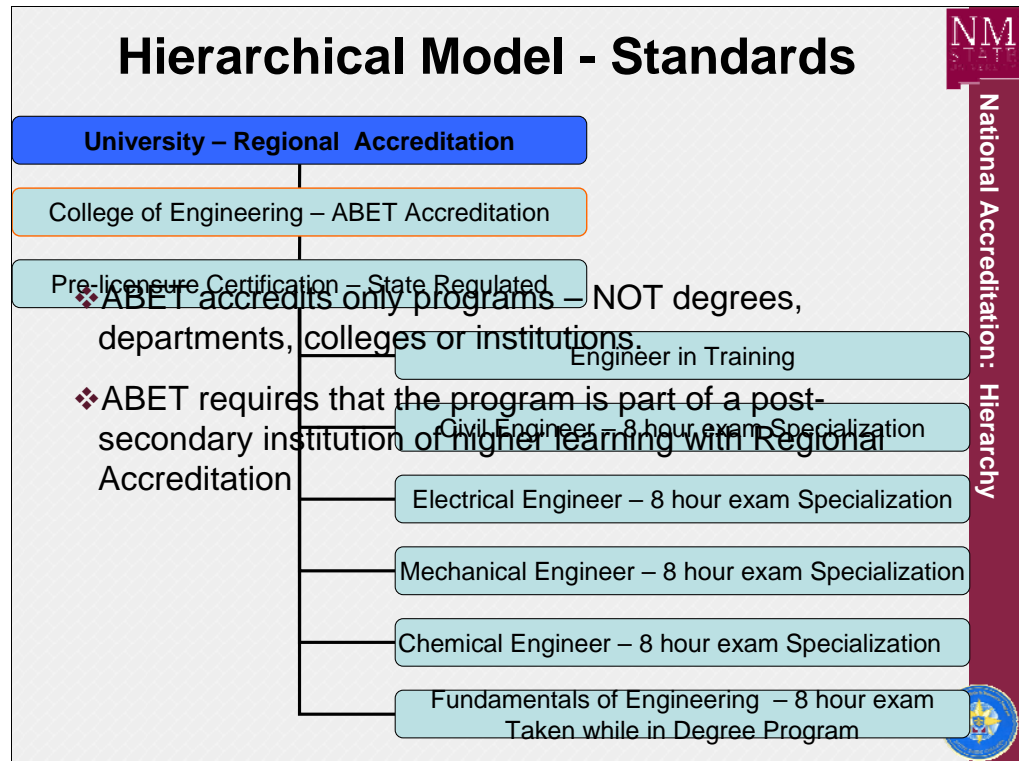 Hierarchical Model - Standards
NM
STATE
National Accreditation: Hierarchy
University – Regional Accreditation
College of Engineering – ABET Accreditation
Pre-licensure Certification – State Regulated
❖ABET accredits only programs – NOT degrees,
departments, colleges or institutions.
Engineer in Training
❖ABET requires that the program is part of a post-
secondary institution of higher learning with Regional
Accreditation
Civil Engineer – 8 hour exam Specialization
Electrical Engineer – 8 hour exam Specialization
Mechanical Engineer – 8 hour exam Specialization
Chemical Engineer – 8 hour exam Specialization
Fundamentals of Engineering – 8 hour exam
Taken while in Degree Program